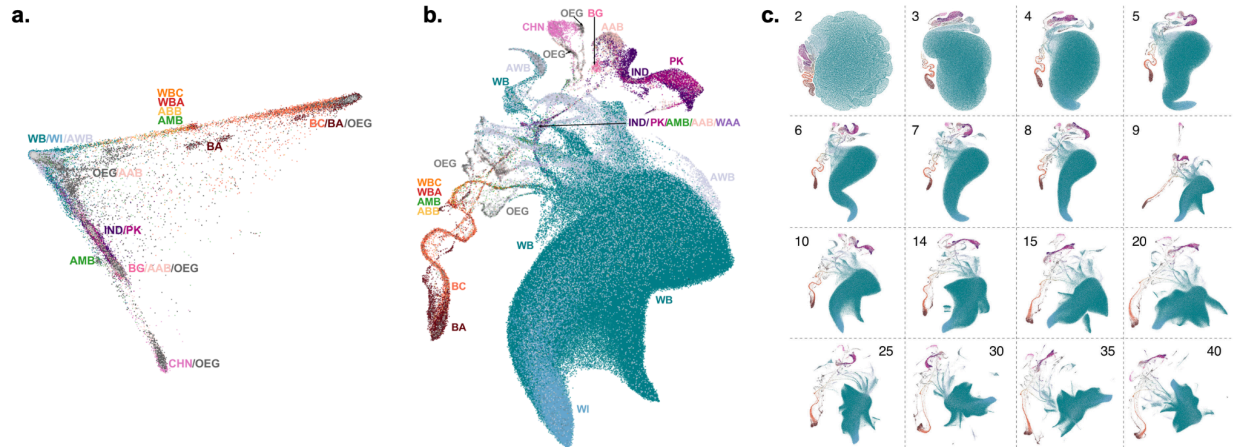 a.
WBC
WBA
ABB
AMB
WB/WI/AWB
BC/BA/OEG
BA
OEG/AAB
IND/PK
AMB
BG/AAB/OEG
CHN/OEG
b.
OEG BG
CHN
AAB
OEG
IND
PK
AWB
WB
IND/PK/AMB/AAB/WAA
OEG
WBC
WBA
AMB
ABB
OEG
AWB
WB
WB
BC
BA
WI
c.
2 3 4 5
6 7 8 9
10 14 15 20
25 30 35 40